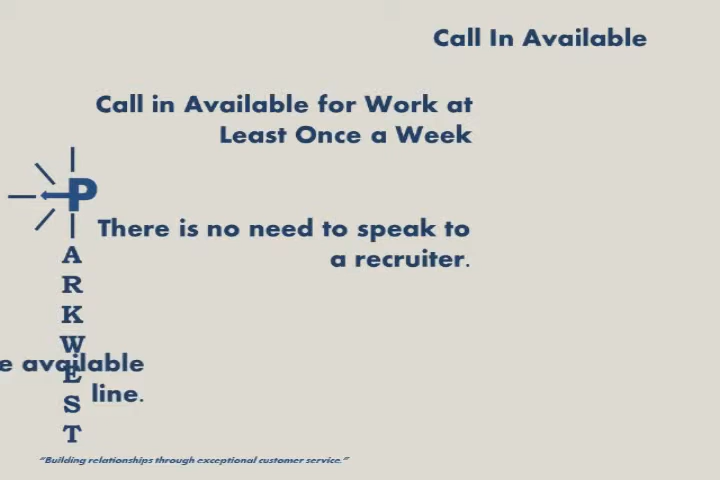 Call In Available
Call in Available for Work at
Least Once a Week
There is no need to speak to
a recruiter.
PARKWEST
available
line.
"Building relationships through exceptional customer service."